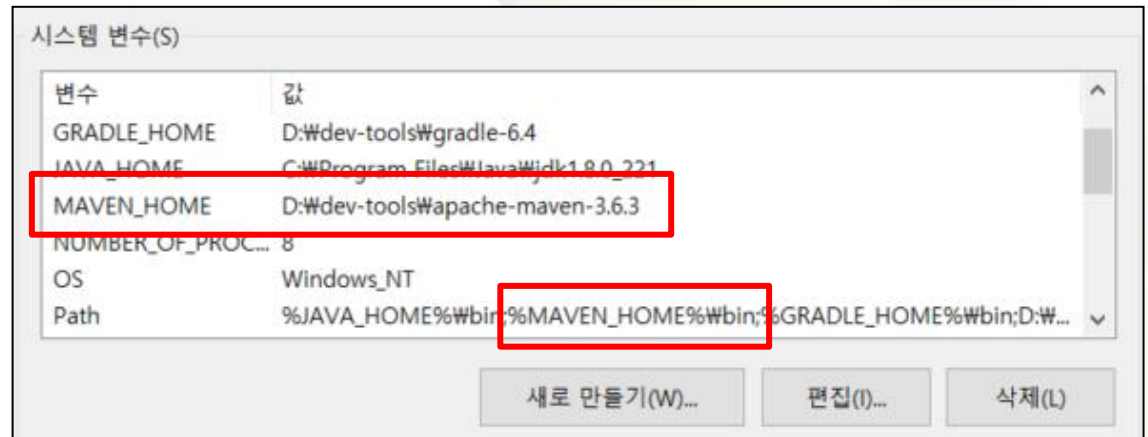 시스템 변수(S)
변수 값
GRADLE_HOME D:₩dev-tools₩gradle-6.4
JAVA_HOME C:₩Program Files₩Java₩jdk1.8.0_221
MAVEN_HOME D:₩dev-tools₩apache-maven-3.6.3
NUMBER_OF_PROC... 8
OS Windows_NT
Path %JAVA_HOME%₩bin;%MAVEN_HOME%₩bin;%GRADLE_HOME%₩bin;D:₩...
새로 만들기(W)... 편집(I)... 삭제(L)